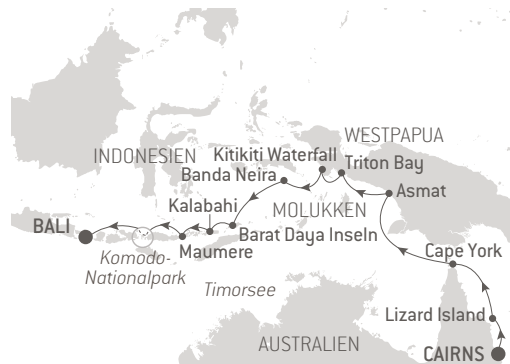 WESTPAPUA
INDONESIEN
Kitikiti Waterfall
Triton Bay
Banda Neira
Asmat
Kalabahi
MOLUKKEN
BALI
Barat Daya Inseln
Maumere
Komodo-
Nationalpark
Cape York
Timorsee
Lizard Island
AUSTRALIEN
CAIRNS